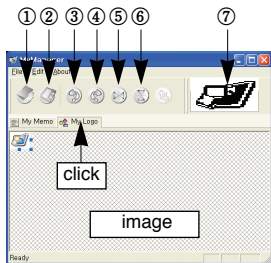 ① ② ③ ④ ⑤ ⑥ ⑦
MyManager
File Edit About
My Memo My Logo
click
image
Ready